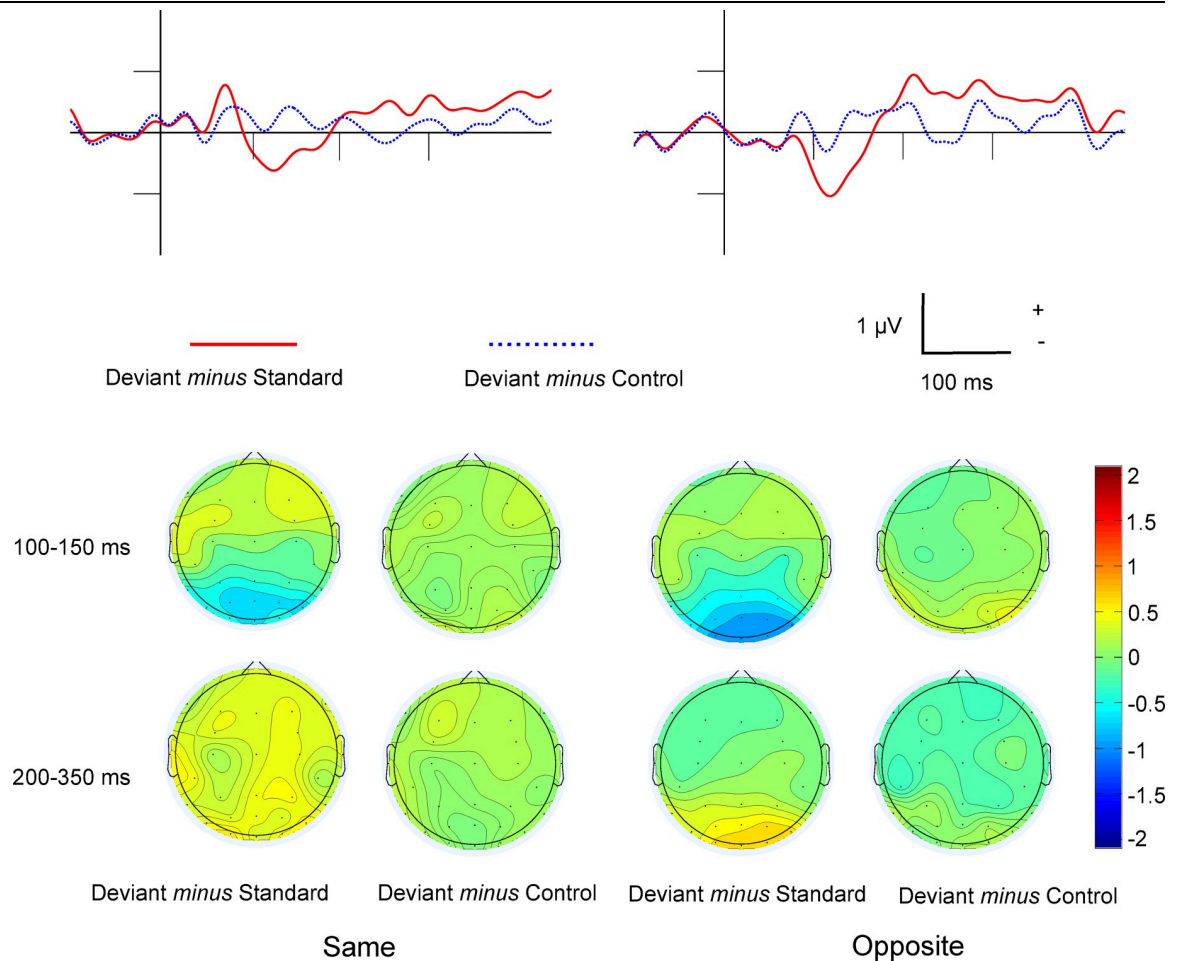 1 µV
+
-
100 ms
Deviant minus Standard
Deviant minus Control
100-150 ms
200-350 ms
2
1.5
1
0.5
0
-0.5
-1
-1.5
-2
Deviant minus Standard
Deviant minus Control
Deviant minus Standard
Deviant minus Control
Same
Opposite